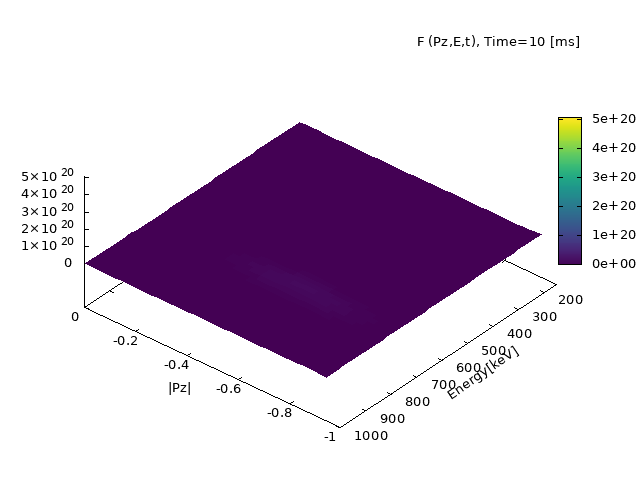 F (Pz,E,t), Time=10 [ms]
5e+20
4e+20
3e+20
2e+20
1e+20
0e+00
5×10 20
4×10 20
3×10 20
2×10 20
1×10 20
0
0
-0.2
-0.4
-0.6
-0.8
-1
|Pz|
200
300
400
500
600
700
800
900
1000
Energy[keV]